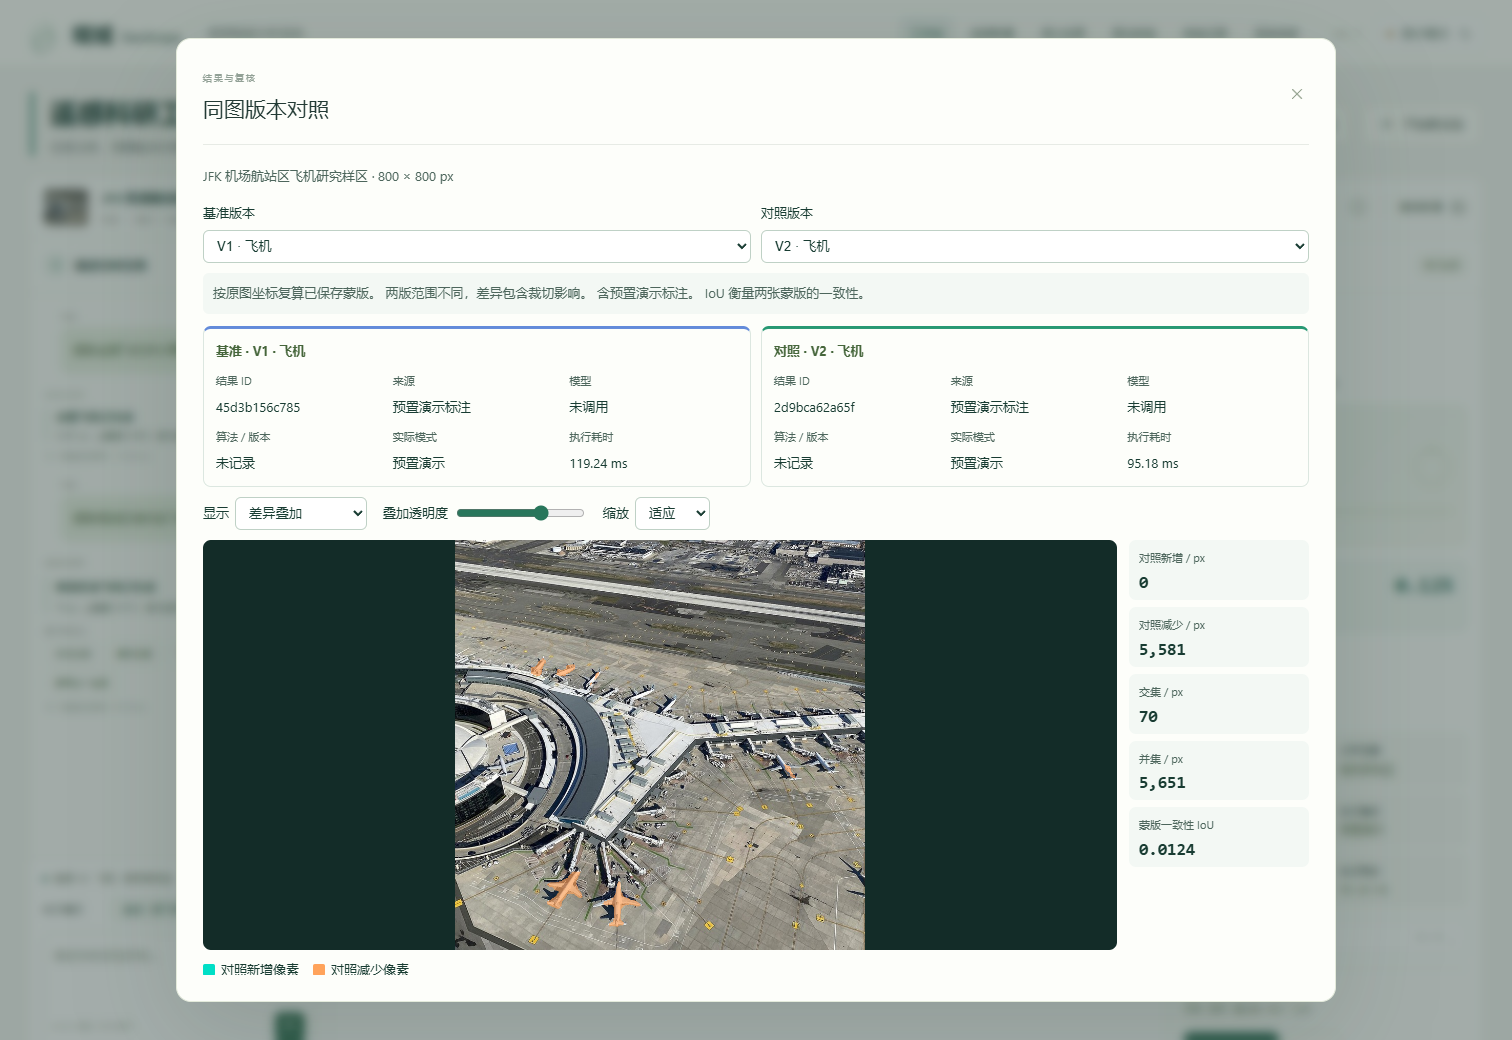 结果与复核
同图版本对照
JFK 机场航站区飞机研究样区 · 800 × 800 px
基准版本
对照版本
V1 · 飞机
V2 · 飞机
按原图坐标复算已保存蒙版。 两版范围不同，差异包含裁切影响。 含预置演示标注。 IoU 衡量两张蒙版的一致性。
基准 · V1 · 飞机
结果 ID
来源
模型
45d3b156c785
预置演示标注
未调用
算法 / 版本
实际模式
执行耗时
未记录
预置演示
119.24 ms
对照 · V2 · 飞机
结果 ID
来源
模型
2d9bca62a65f
预置演示标注
未调用
算法 / 版本
实际模式
执行耗时
未记录
预置演示
95.18 ms
显示
差异叠加
叠加透明度
缩放
适应
对照新增 / px
0
对照减少 / px
5,581
交集 / px
70
并集 / px
5,651
蒙版一致性 IoU
0.0124
对照新增像素
对照减少像素